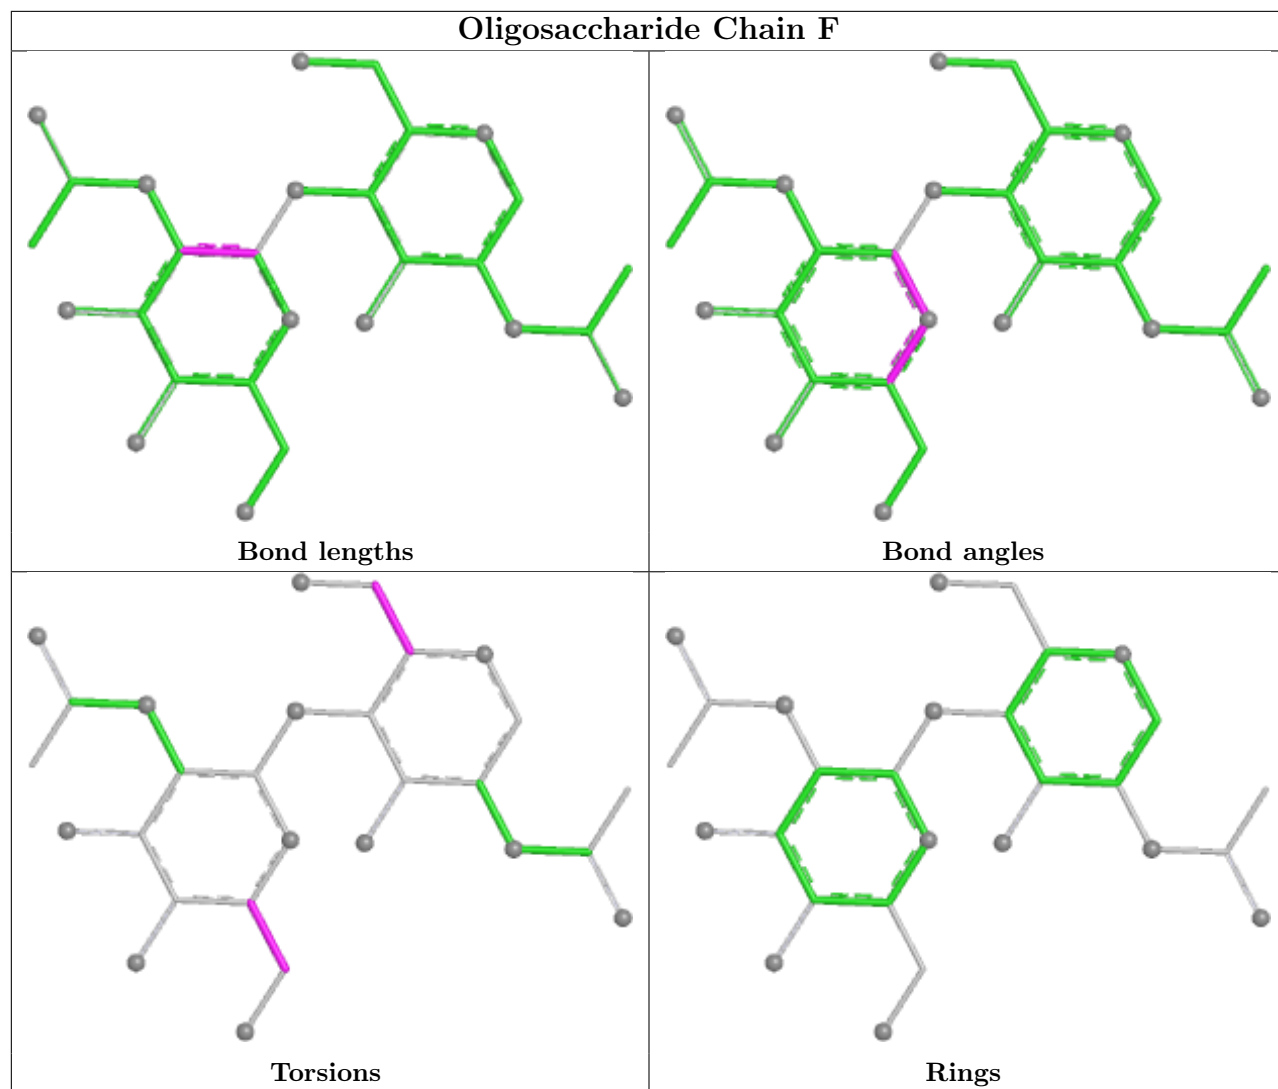 Oligosaccharide Chain F
Bond lengths
Bond angles
Torsions
Rings